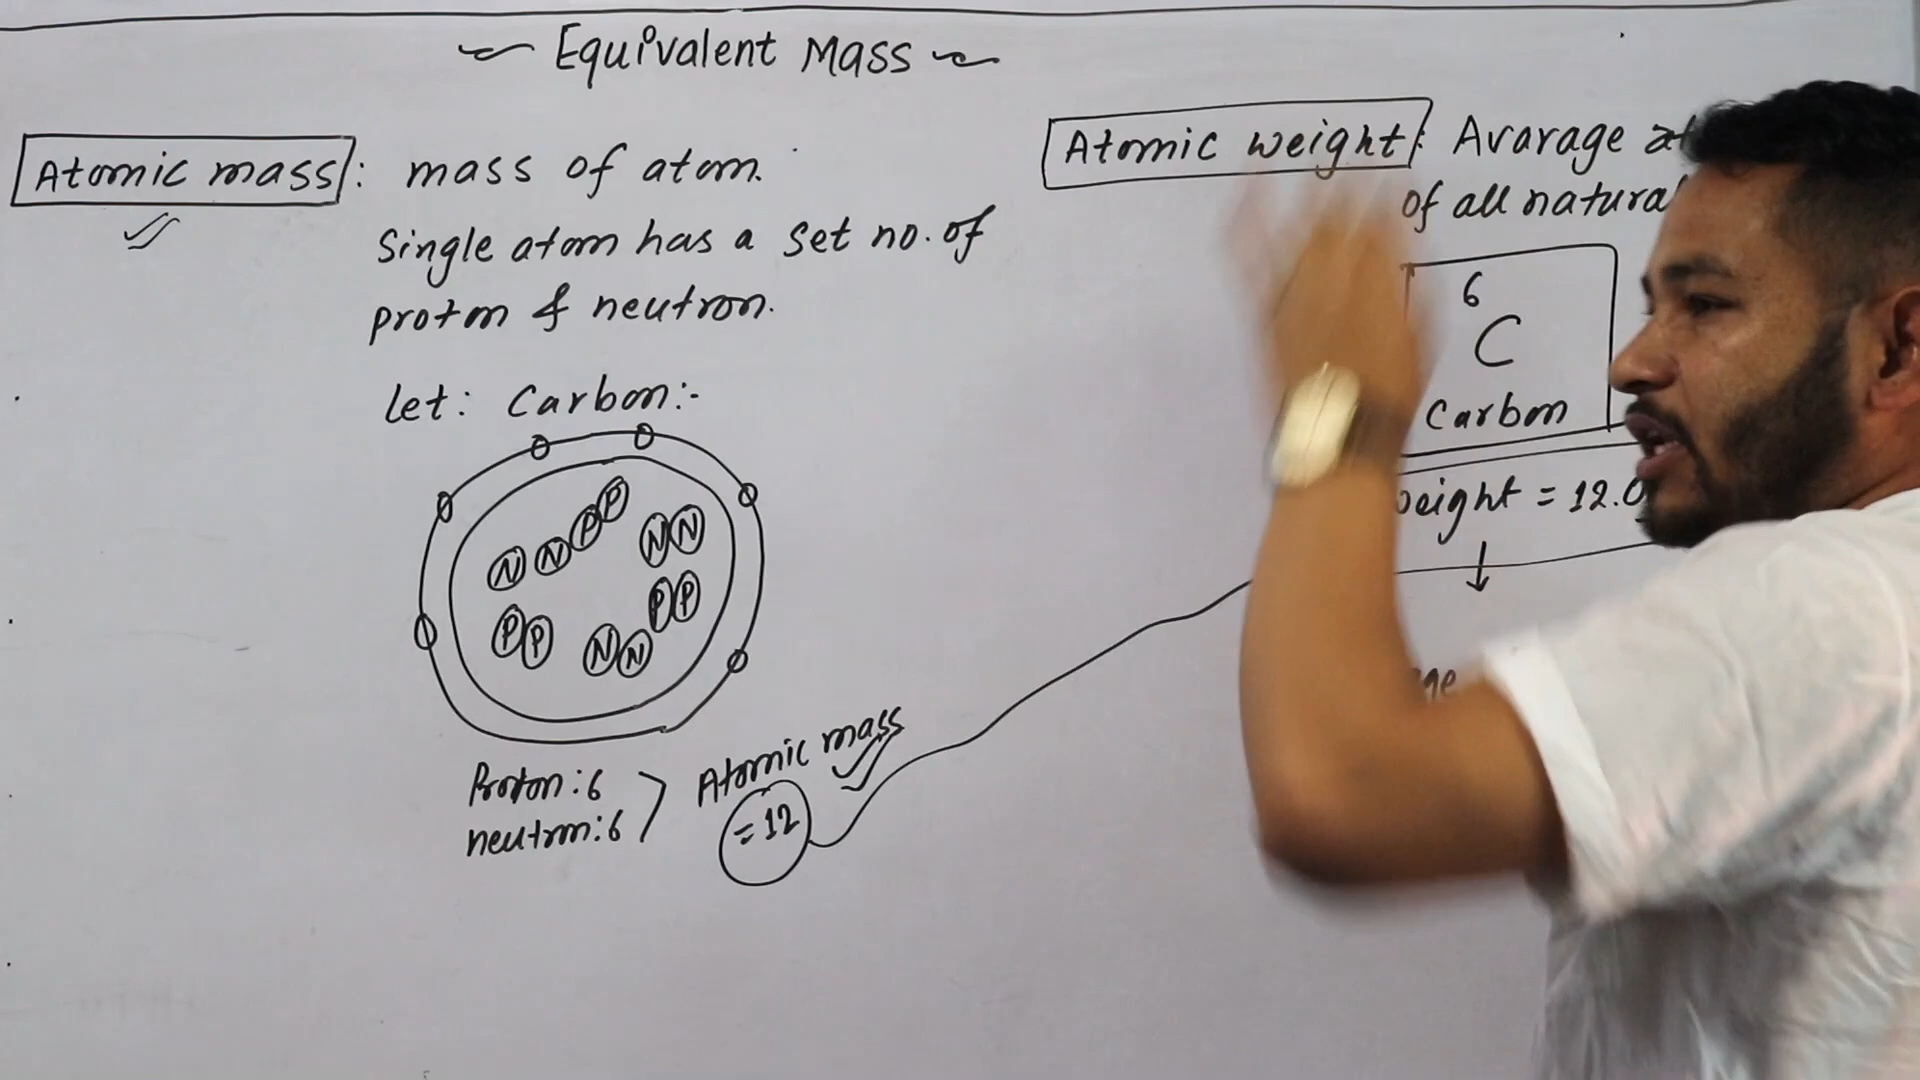 Equivalent Mass
Atomic mass : mass of atom.
Single atom has a set no. of
proton & neutron.
Let : Carbon :-
P
P
N
N
N
N
P
P
P
P
N
N
Proton : 6
neutron : 6
Atomic mass
= 12
Atomic weight : Avarage
of all natural
6
C
Carbon
weight = 12.0